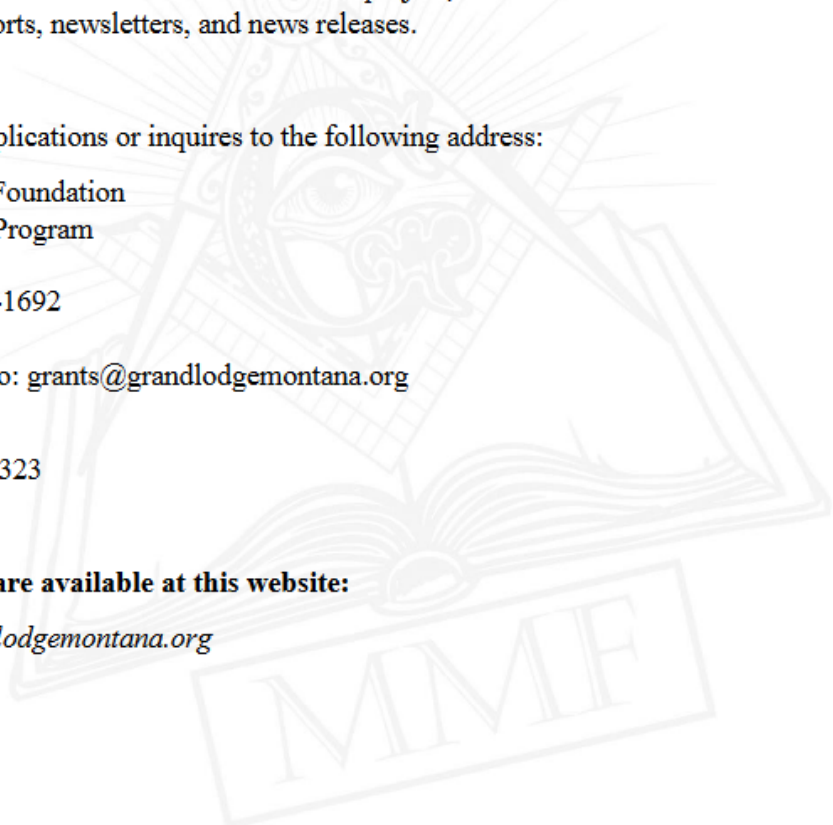 orts, newsletters, and news releases.
plications or inquires to the following address:
Foundation
Program
-1692
o: grants@grandlodgemontana.org
323
are available at this website:
lodgemontana.org
MMF